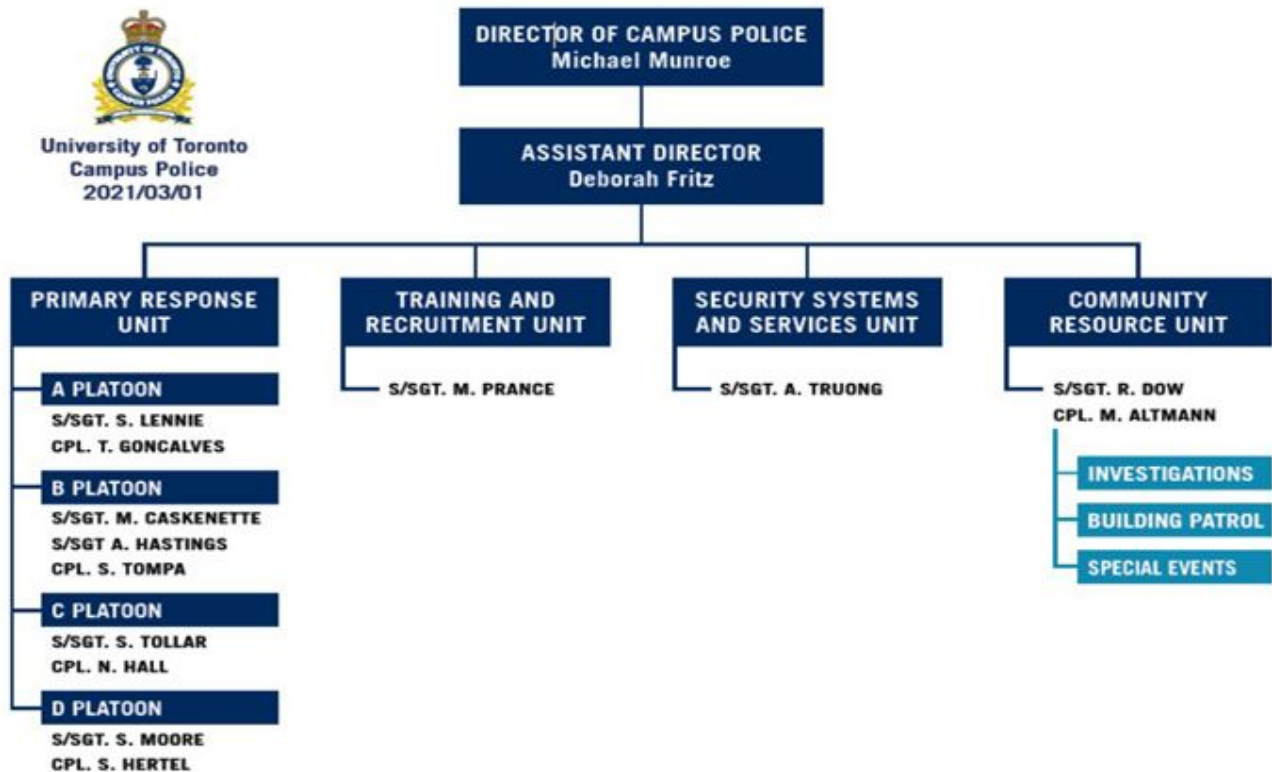 DIRECTOR OF CAMPUS POLICE
Michael Munroe
University of Toronto
Campus Police
2021/03/01
ASSISTANT DIRECTOR
Deborah Fritz
PRIMARY RESPONSE
UNIT
A PLATOON
S/SGT. S. LENNIE
CPL. T. GONCALVES
B PLATOON
S/SGT. M. CASKENETTE
S/SGT A. HASTINGS
CPL. S. TOMPA
C PLATOON
S/SGT. S. TOLLAR
CPL. N. HALL
D PLATOON
S/SGT. S. MOORE
CPL. S. HERTEL
TRAINING AND
RECRUITMENT UNIT
S/SGT. M. PRANCE
SECURITY SYSTEMS
AND SERVICES UNIT
S/SGT. A. TRUONG
COMMUNITY
RESOURCE UNIT
S/SGT. R. DOW
CPL. M. ALTMANN
INVESTIGATIONS
BUILDING PATROL
SPECIAL EVENTS